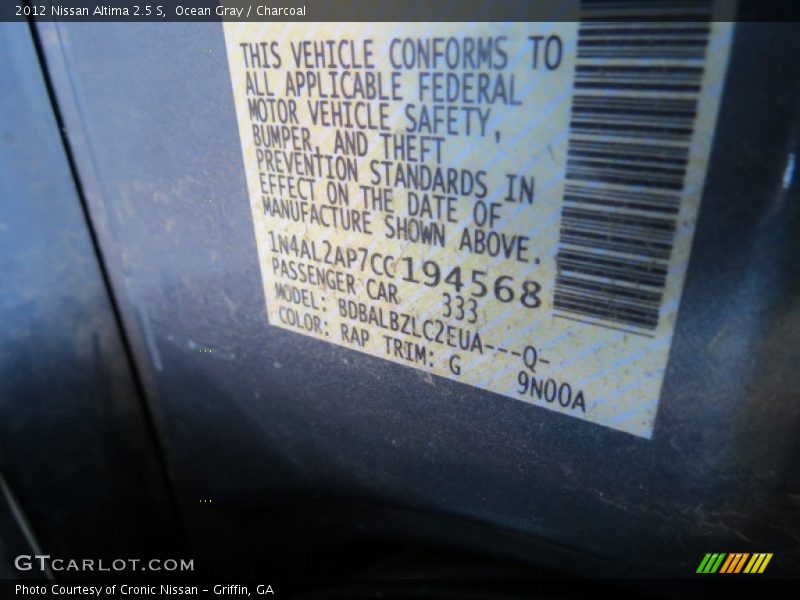 2012 Nissan Altima 2.5 S, Ocean Gray / Charcoal
THIS VEHICLE CONFORMS TO
ALL APPLICABLE FEDERAL
MOTOR VEHICLE SAFETY,
BUMPER, AND THEFT
PREVENTION STANDARDS IN
EFFECT ON THE DATE OF
MANUFACTURE SHOWN ABOVE.
1N4AL2AP7CC194568
PASSENGER CAR 333
MODEL: BDBALBZLC2EUA---Q-
COLOR: RAP TRIM: G 9N00A
GTCARLOT.COM
Photo Courtesy of Cronic Nissan - Griffin, GA